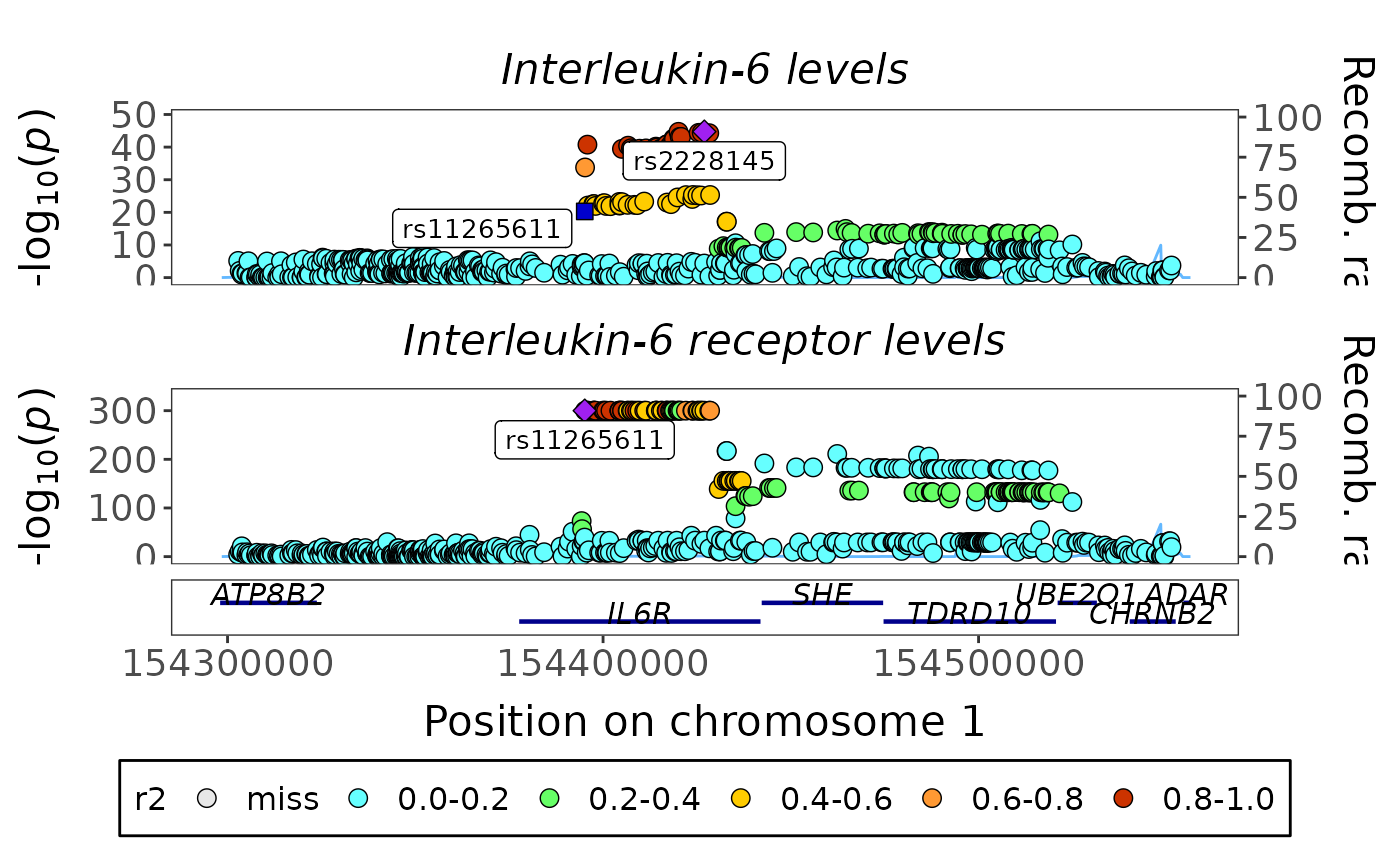 Interleukin-6 levels
-log10(p)
50
40
30
20
10
0
rs2228145
rs11265611
100
75
50
25
0
Recomb. ra
Interleukin-6 receptor levels
-log10(p)
300
200
100
0
rs11265611
100
75
50
25
0
Recomb. ra
ATP8B2
SHE
UBE2Q1
ADAR
IL6R
TDRD10
CHRNB2
154300000
154400000
154500000
Position on chromosome 1
r2 miss 0.0-0.2 0.2-0.4 0.4-0.6 0.6-0.8 0.8-1.0